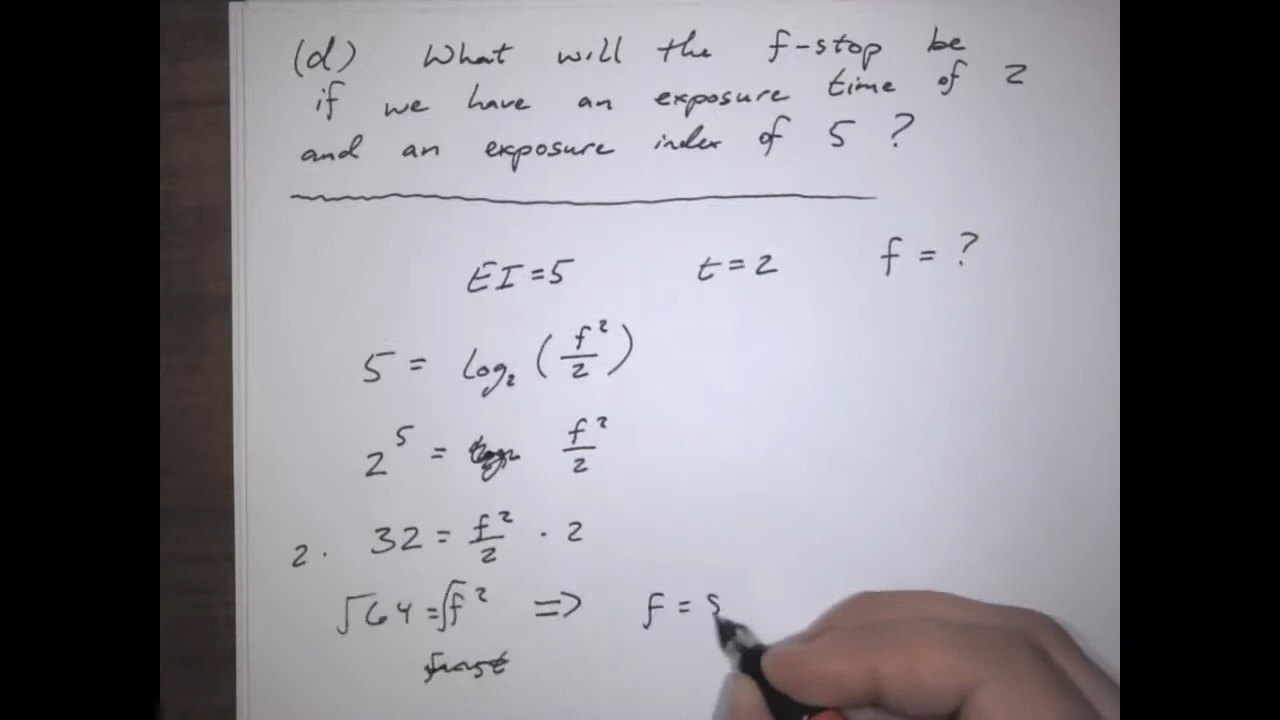 (d) What will the f-stop be
if we have an exposure time of 2
and an exposure index of 5 ?
EI = 5 t = 2 f = ?
5 = log₂ (f²/2)
2⁵ = f²/2
2 · 32 = f²/2 · 2
√64 = √f² ⇒ f =